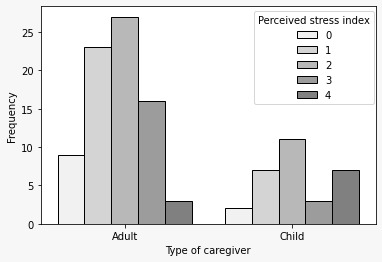 Perceived stress index
0
1
2
3
4
25
20
15
10
5
0
Frequency
Adult
Child
Type of caregiver